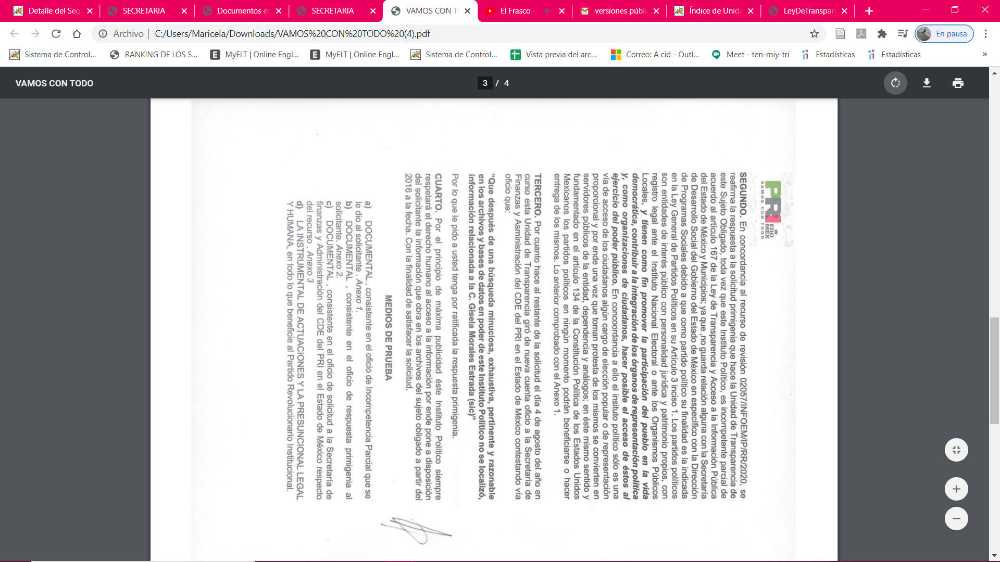 Detalle del Seg
SECRETARIA
Documentos es
SECRETARIA
VAMOS CON TO
El Frasco -
versiones públi
Índice de Unida
LeyDeTranspare
Archivo
C:/Users/Maricela/Downloads/VAMOS%20CON%20TODO%20(4).pdf
En pausa
Sistema de Control...
RANKING DE LOS S...
MyELT | Online Engl...
MyELT | Online Engl...
Sistema de Control...
Vista previa del arc...
Correo: A cid - Outl...
Meet - ten-rniy-tri
Estadísticas
Estadísticas
»
VAMOS CON TODO
3 / 4
PRI® EDO MÉX
VAMOS CON TODO
SEGUNDO. En concordancia al recurso de revisión 02057/INFOEM/IP/RR/2020, se
reafirma la respuesta a la solicitud primigenia que hace la Unidad de Transparencia de
este Sujeto Obligado, toda vez que este Instituto Político, es incompetente parcial de
acuerdo al artículo 167 de la Ley de Transparencia y Acceso a la Información Pública
del Estado de México y Municipios; ya que ,no guarda relación alguna con la Secretaría
de Desarrollo Social del Gobierno del Estado de México en específico con la Dirección
de Programas Sociales debido a que como partido político su finalidad es la indicada
en la Ley General de Partidos Políticos en su Artículo 3 inciso 1. Los partidos políticos
son entidades de interés público con personalidad jurídica y patrimonio propios, con
registro legal ante el Instituto Nacional Electoral o ante los Organismos Públicos
Locales, y tienen como fin promover la participación del pueblo en la vida
democrática, contribuir a la integración de los órganos de representación política
y, como organizaciones de ciudadanos, hacer posible el acceso de éstos al
ejercicio del poder público. En concoordancia a ello el insituto político sólo es una
vía de acceso de los ciudadanos algún cargo de elección popular o de representación
proporcional y por ende una vez que toman protesta de los mismos se convierten en
servidores públicos de la entidad, dependencia y análogos; en éste mismo sentido y
fundamentado en el artículo 134 de la Constitución Política de los Estados Unidos
Mexicanos los partidos políticos en ningún momento podrán beneficiarse o hacer
entrega de los mismos. Lo anterior comprobado con el Anexo 1.
TERCERO. Por cuanto hace al restante de la solicitud el día 4 de agosto del año en
curso esta Unidad de Transparencia giró de nueva cuenta oficio a la Secretaría de
Finanzas y Asministración del CDE del PRI en el Estado de México contestando vía
oficio que:
“Que después de una búsqueda minuciosa, exhaustiva, pertinente y razonable
en los archivos y bases de datos en poder de este Instituto Político no se localizó,
información relacionada a la C. Gisela Morales Estrada (sic)”
Por lo que le pido a usted tenga por ratificada la respuesta primigenia.
CUARTO. Por el principio de máxima publicidad éste Instituto Político siempre
respetará el derecho humano al acceso a la información por ende pone a disposición
del solicitante la información que obra en los archivos del sujeto obligado a partir del
2016 a la fecha. Con la finalidad de satisfacer la solicitud.
MEDIOS DE PRUEBA
a) DOCUMENTAL , consistente en el oficio de Incompetencia Parcial que se
le dio al solicitante . Anexo 1.
b) DOCUMENTAL , consistente en el oficio de respuesta primigenia al
solicitante. Anexo 2.
c) DOCUMENTAL , consistente en el oficio de solicitud a la Secretaría de
finanzas y Administración del CDE del PRI en el Estado de México respecto
del recurso . Anexo 3
d) LA INSTRUMENTAL DE ACTUACIONES Y LA PRESUNCIONAL LEGAL
Y HUMANA, en todo lo que beneficie al Partido Revolucionario Institucional.